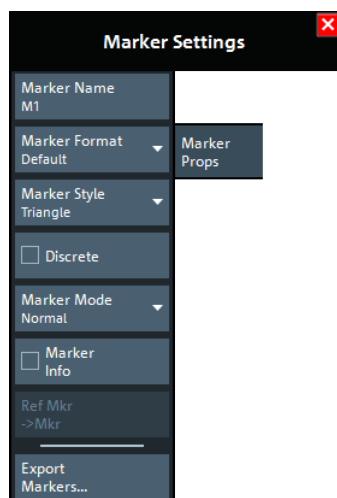 Marker Settings
Marker Name
M1
Marker Format
Default
Marker
Props
Marker Style
Triangle
Discrete
Marker Mode
Normal
Marker
Info
Ref Mkr
->Mkr
Export
Markers...